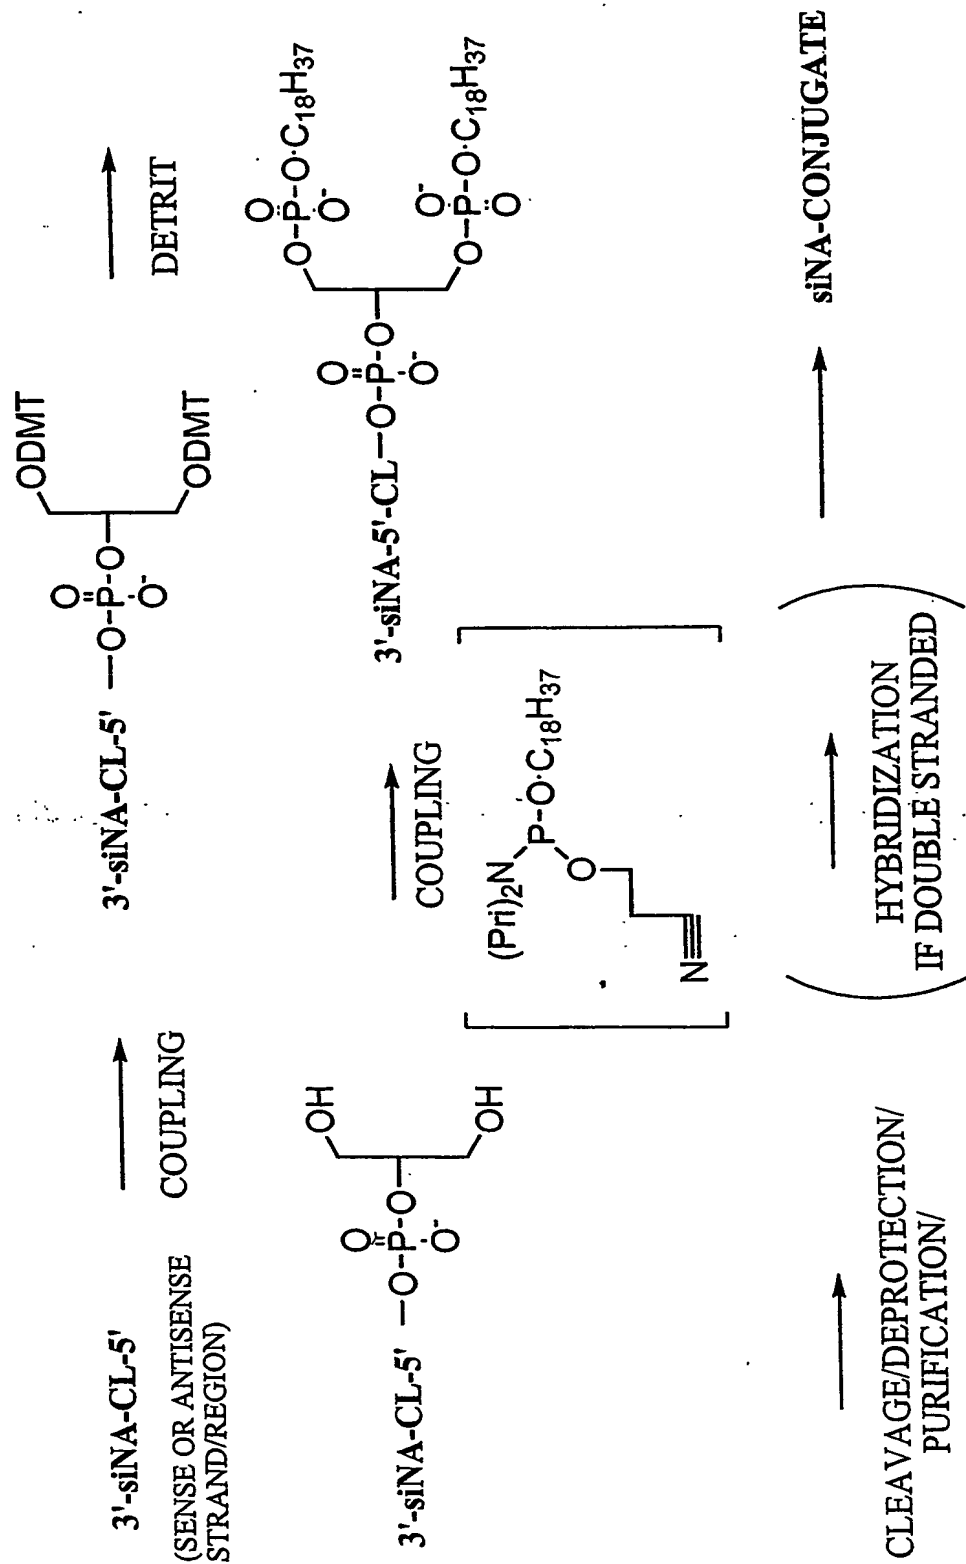 3'-siNA-CL-5'
(SENSE OR ANTISENSE
STRAND/REGION)
COUPLING
3'-siNA-CL-5' —O-P-O
O
O-
ODMT
ODMT
DETRIT
3'-siNA-CL-5' —O-P-O
O
O-
OH
OH
COUPLING
(Pri)2N
P-O·C18H37
O
N
3'-siNA-5'-CL—O-P-O
O
O-
O
O-P-O·C18H37
O-
O-
O-P-O·C18H37
O
CLEAVAGE/DEPROTECTION/
PURIFICATION/
HYBRIDIZATION
IF DOUBLE STRANDED
siNA-CONJUGATE